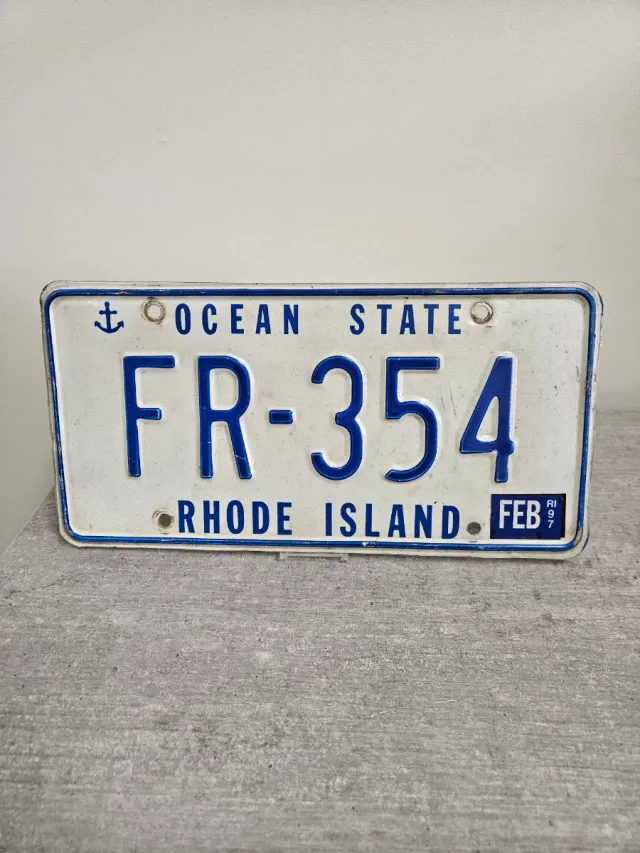 OCEAN STATE
FR-354
RHODE ISLAND
FEB RI 97